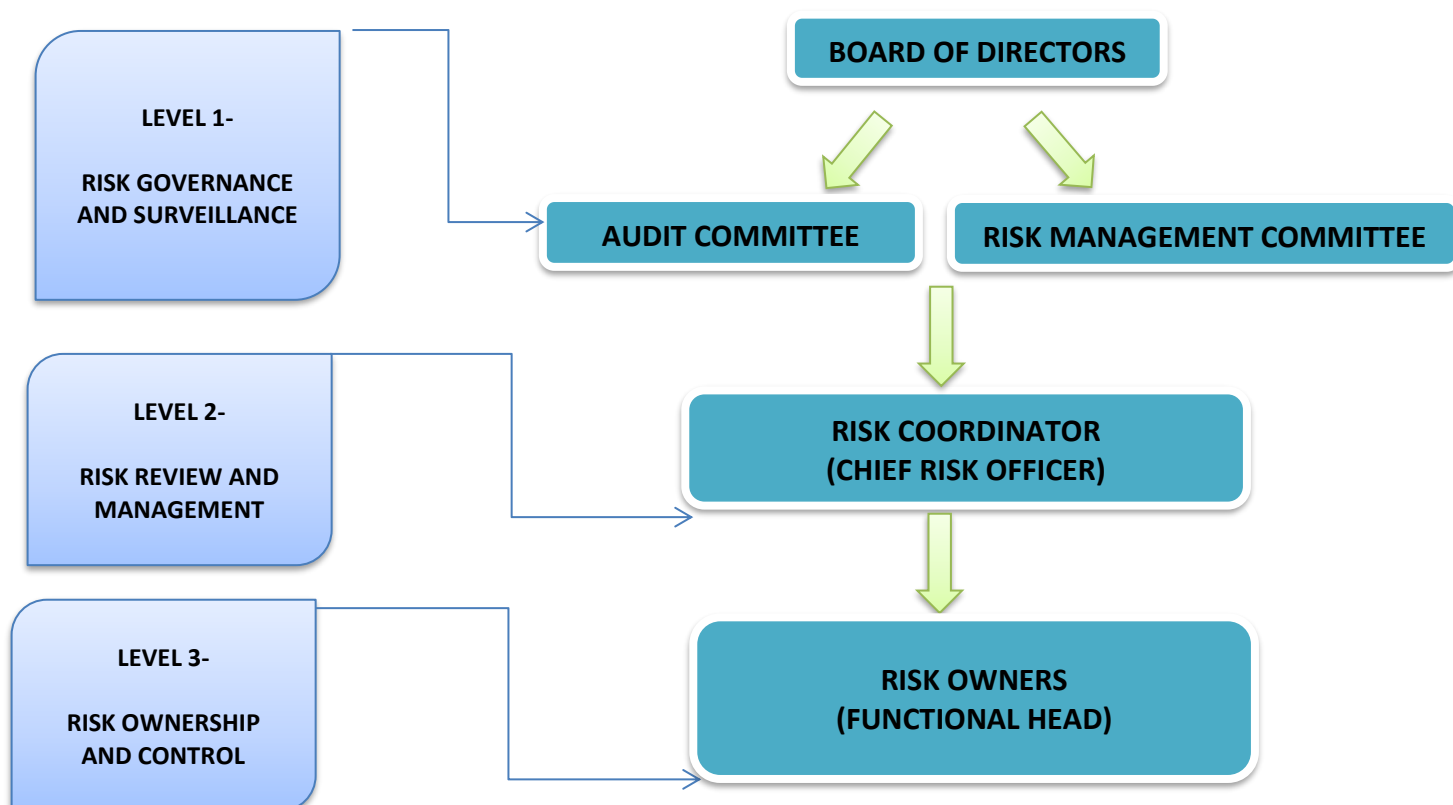 BOARD OF DIRECTORS
LEVEL 1-
RISK GOVERNANCE
AND SURVEILLANCE
AUDIT COMMITTEE
RISK MANAGEMENT COMMITTEE
LEVEL 2-
RISK REVIEW AND
MANAGEMENT
RISK COORDINATOR
(CHIEF RISK OFFICER)
LEVEL 3-
RISK OWNERSHIP
AND CONTROL
RISK OWNERS
(FUNCTIONAL HEAD)